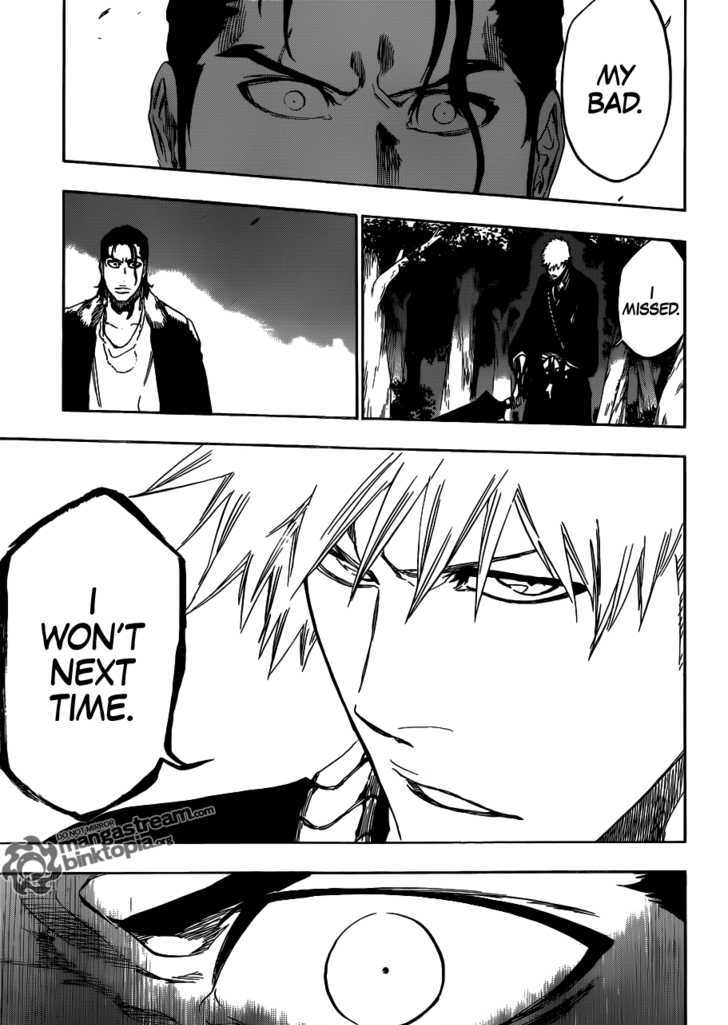 MY
BAD.
I
MISSED.
I
WON'T
NEXT
TIME.
DO NOT MIRROR
mangastream.com
binktopia.org